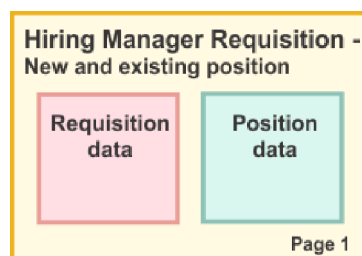 Hiring Manager Requisition -
New and existing position
Requisition
data
Position
data
Page 1